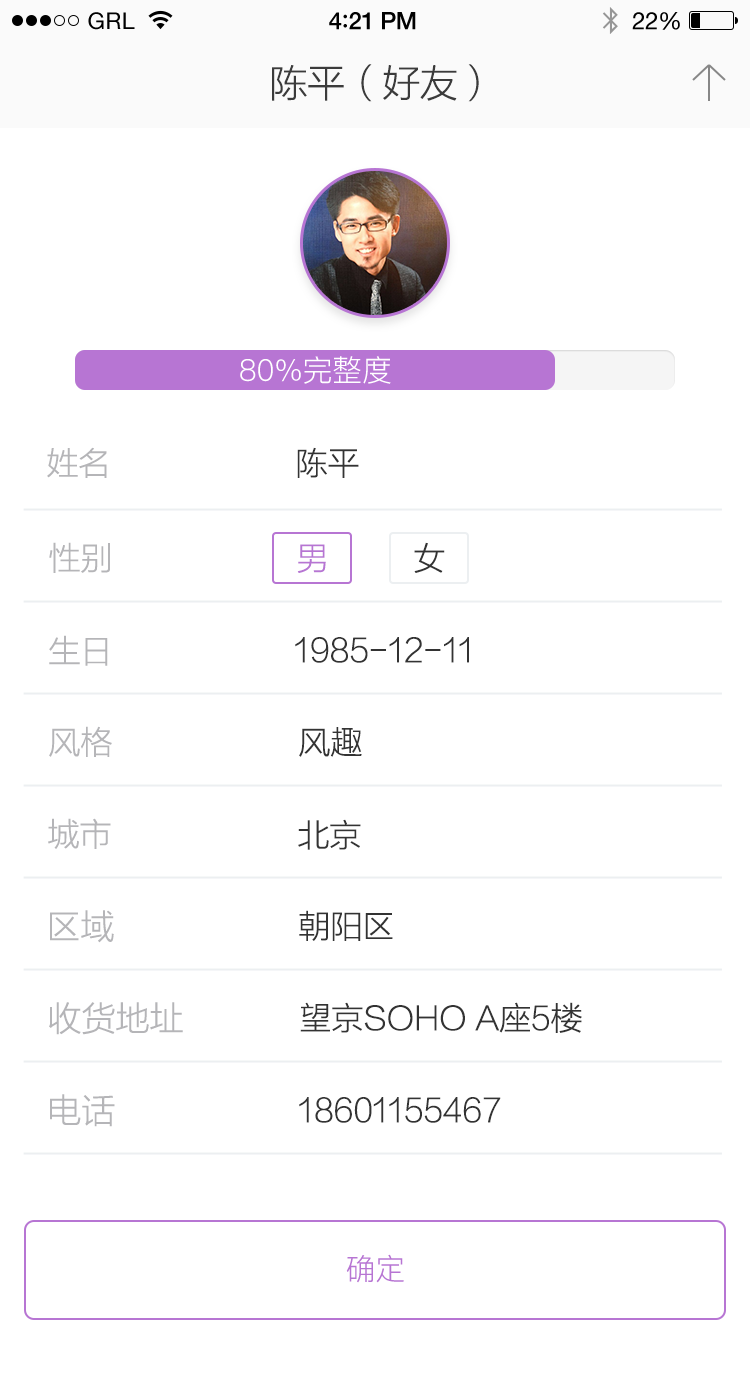 GRL 4:21 PM 22%
陈平（好友）
80%完整度
姓名 陈平
性别 男 女
生日 1985-12-11
风格 风趣
城市 北京
区域 朝阳区
收货地址 望京SOHO A座5楼
电话 18601155467
确定